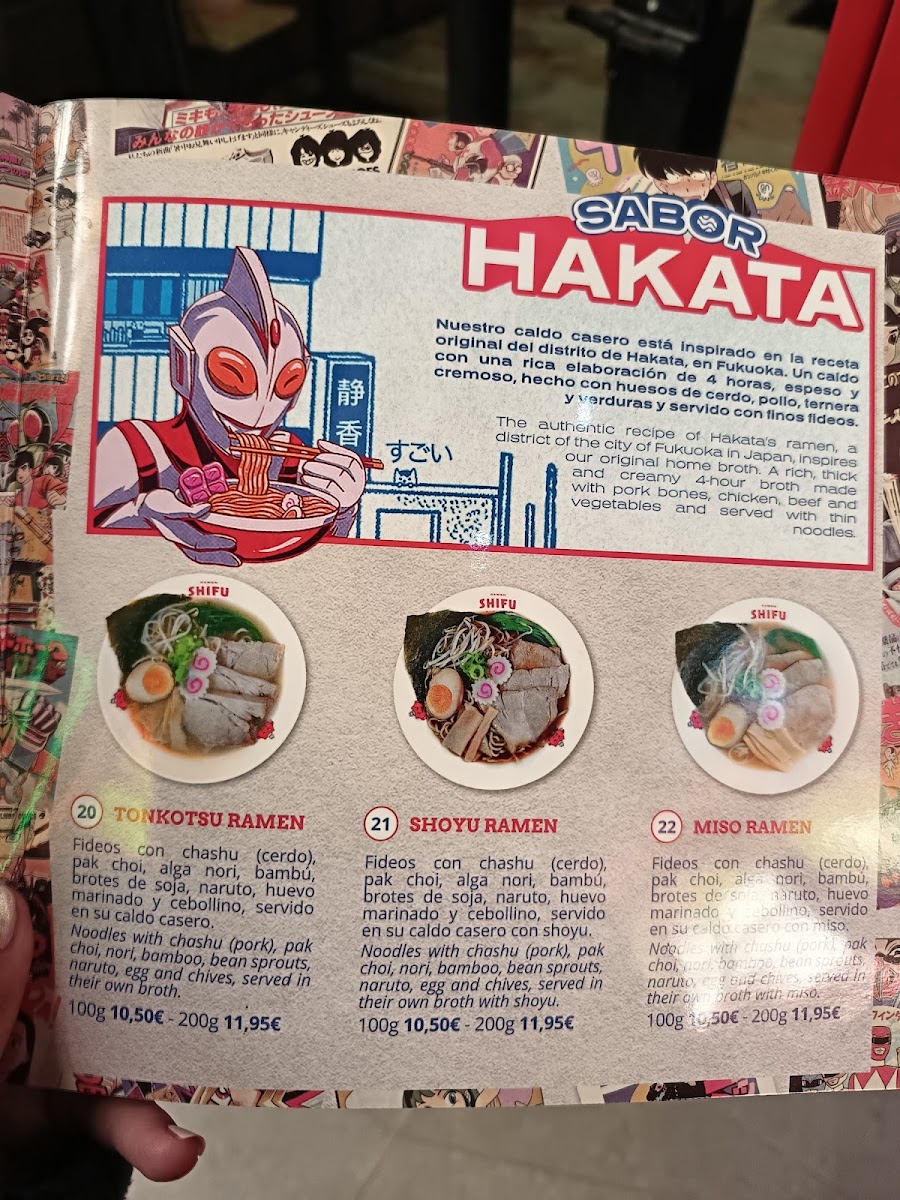 SABOR
HAKATA
Nuestro caldo casero está inspirado en la receta
original del distrito de Hakata, en Fukuoka. Un caldo
con una rica elaboración de 4 horas, espeso y
cremoso, hecho con huesos de cerdo, pollo, ternera
y verduras y servido con finos fideos.
The authentic recipe of Hakata's ramen, a
district of the city of Fukuoka in Japan, inspires
our original home broth. A rich, thick
and creamy 4-hour broth made
with pork bones, chicken, beef and
vegetables and served with thin
noodles.
静
香
すごい
SHIFU
SHIFU
SHIFU
20 TONKOTSU RAMEN
Fideos con chashu (cerdo),
pak choi, alga nori, bambú,
brotes de soja, naruto, huevo
marinado y cebollino, servido
en su caldo casero.
Noodles with chashu (pork), pak
choi, nori, bamboo, bean sprouts,
naruto, egg and chives, served in
their own broth.
100g 10,50€ - 200g 11,95€
21 SHOYU RAMEN
Fideos con chashu (cerdo),
pak choi, alga nori, bambú,
brotes de soja, naruto, huevo
marinado y cebollino, servido
en su caldo casero con shoyu.
Noodles with chashu (pork), pak
choi, nori, bamboo, bean sprouts,
naruto, egg and chives, served in
their own broth with shoyu.
100g 10,50€ - 200g 11,95€
22 MISO RAMEN
Fideos con chashu (cerdo),
pak choi, alga nori, bambú,
brotes de soja, naruto, huevo
marinado y cebollino, servido
en su caldo casero con miso.
Noodles with chashu (pork), pak
choi, nori, bamboo, bean sprouts,
naruto, egg and chives, served in
their own broth with miso.
100g 10,50€ - 200g 11,95€